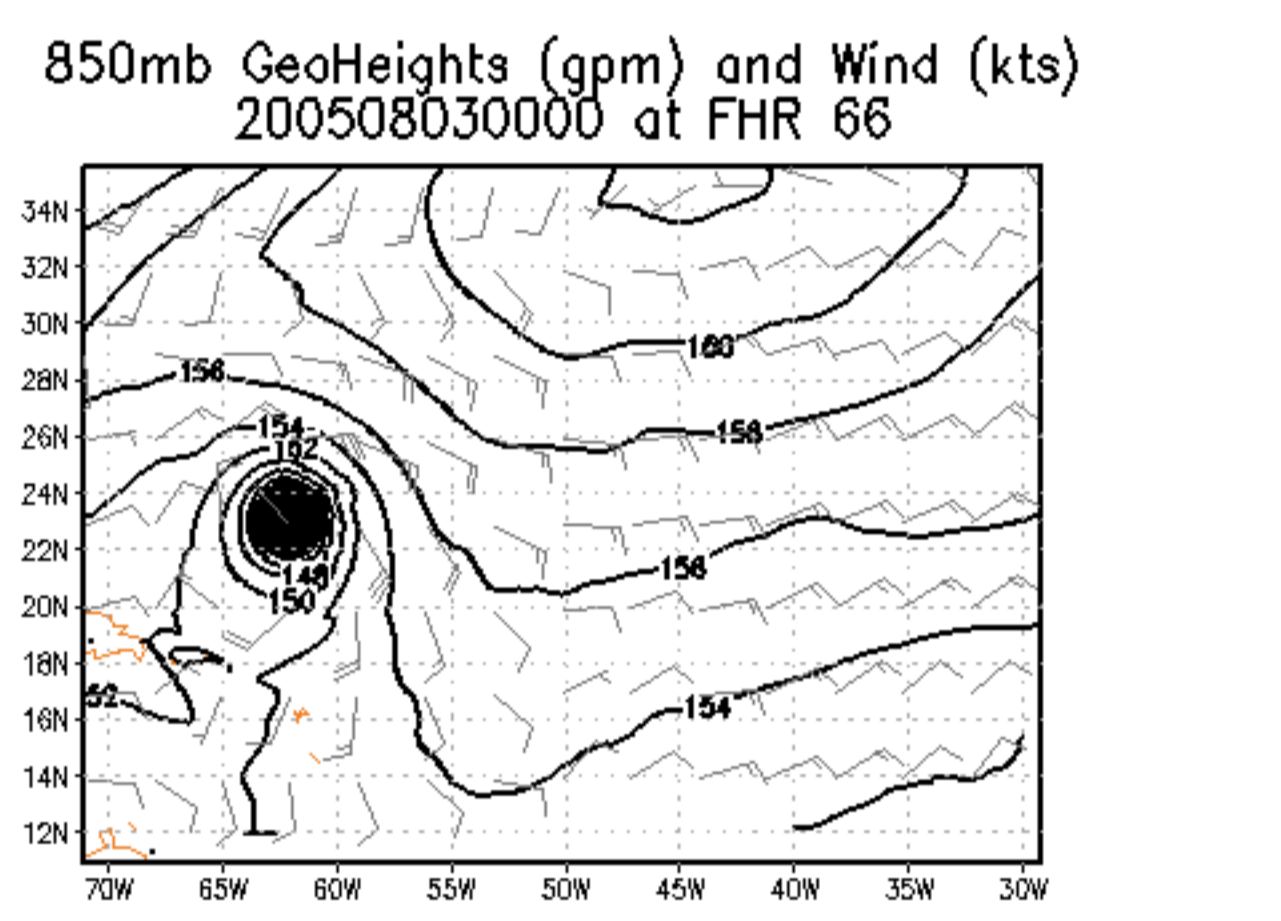 850mb GeoHeights (gpm) and Wind (kts)
200508030000 at FHR 66
34N
32N
30N
28N
26N
24N
22N
20N
18N
16N
14N
12N
160
156
158
154
152
156
148
150
154
52
70W 65W 60W 55W 50W 45W 40W 35W 30W